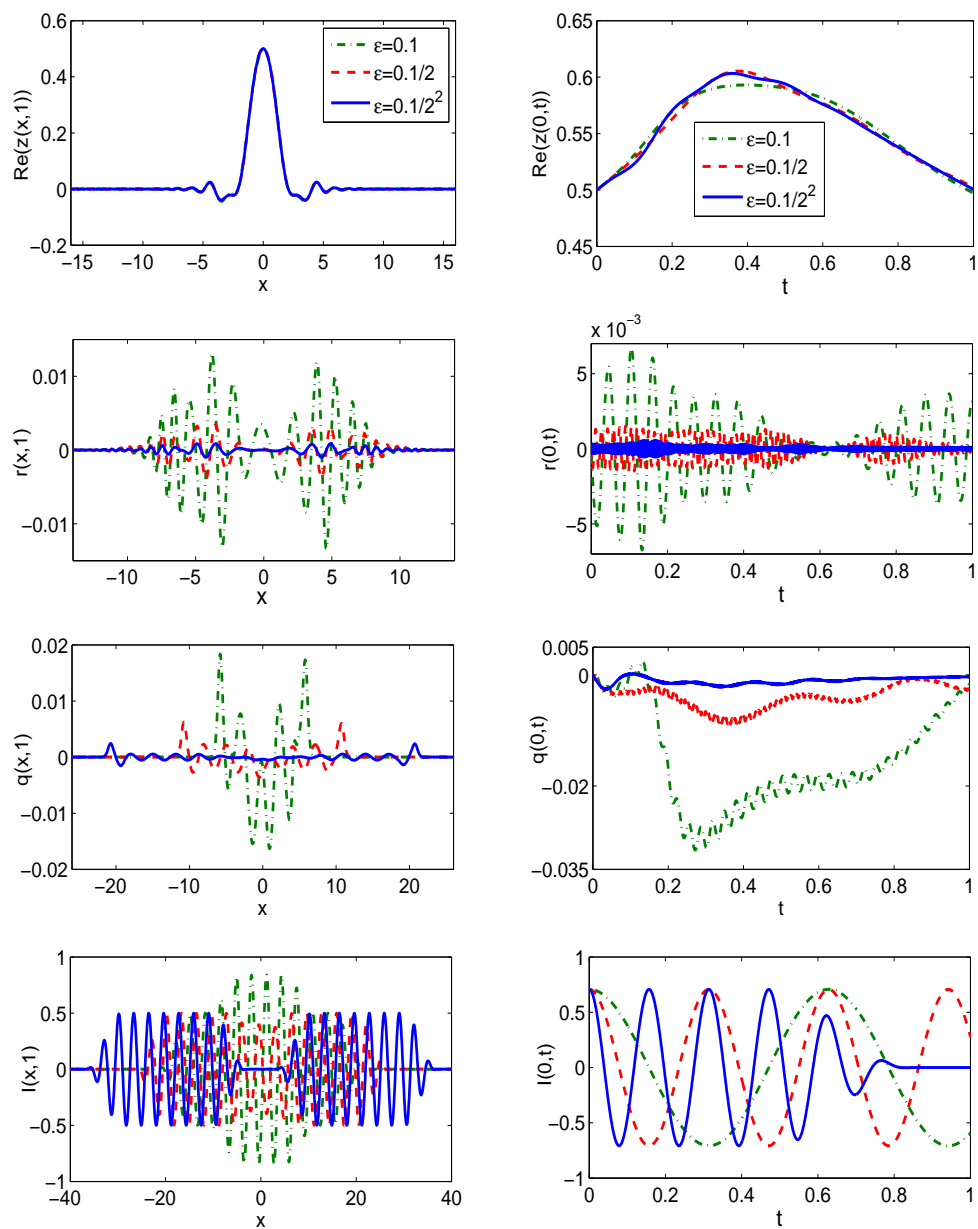 0.6
0.4
0.2
0
−0.2
−15 −10 −5 0 5 10 15
x
Re(z(x,1))
ε=0.1
ε=0.1/2
ε=0.1/2²
0.65
0.6
0.55
0.5
0.45
0 0.2 0.4 0.6 0.8 1
t
Re(z(0,t))
ε=0.1
ε=0.1/2
ε=0.1/2²
0.01
0
−0.01
−10 −5 0 5 10
x
r(x,1)
x 10⁻³
5
0
−5
0 0.2 0.4 0.6 0.8 1
t
r(0,t)
0.02
0.01
0
−0.01
−0.02
−20 −10 0 10 20
x
q(x,1)
0.005
0
−0.02
−0.035
0 0.2 0.4 0.6 0.8 1
t
q(0,t)
1
0.5
0
−0.5
−1
−40 −20 0 20 40
x
I(x,1)
1
0.5
0
−0.5
−1
0 0.2 0.4 0.6 0.8 1
t
I(0,t)